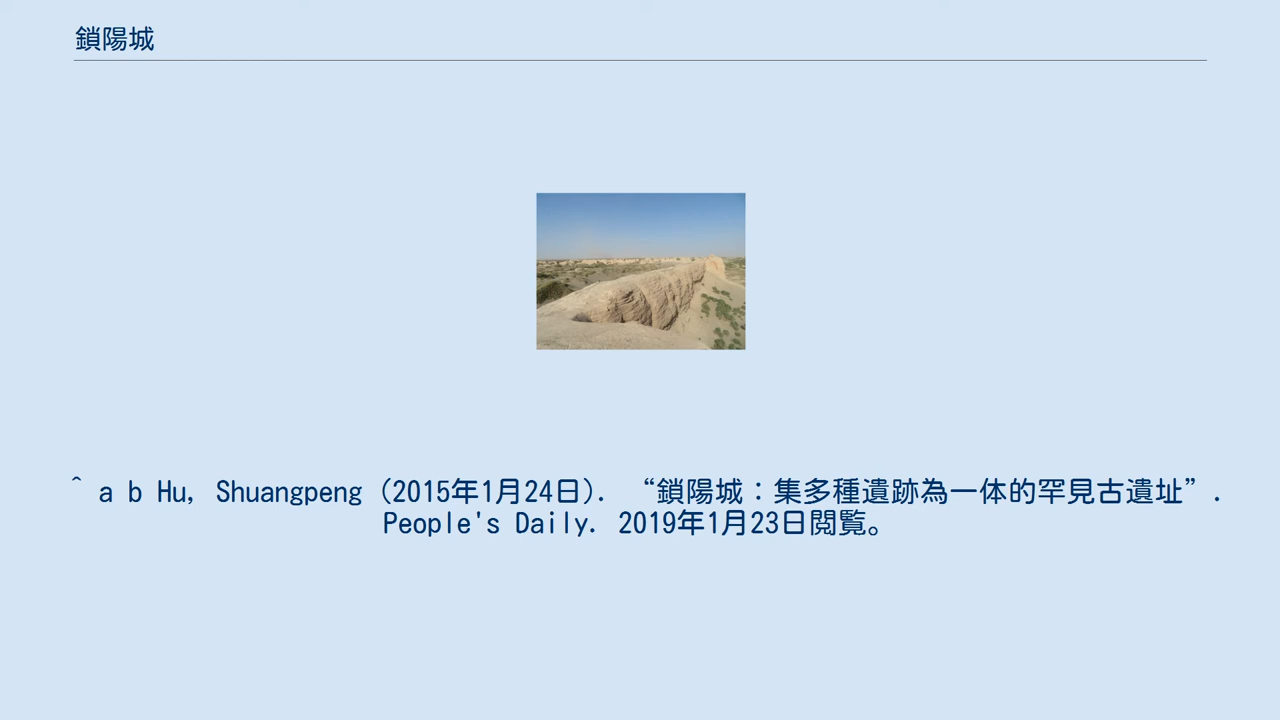 鎖陽城
^ a b Hu, Shuangpeng (2015年1月24日). “鎖陽城：集多種遺跡為一体的罕見古遺址”.
People's Daily. 2019年1月23日閲覧。